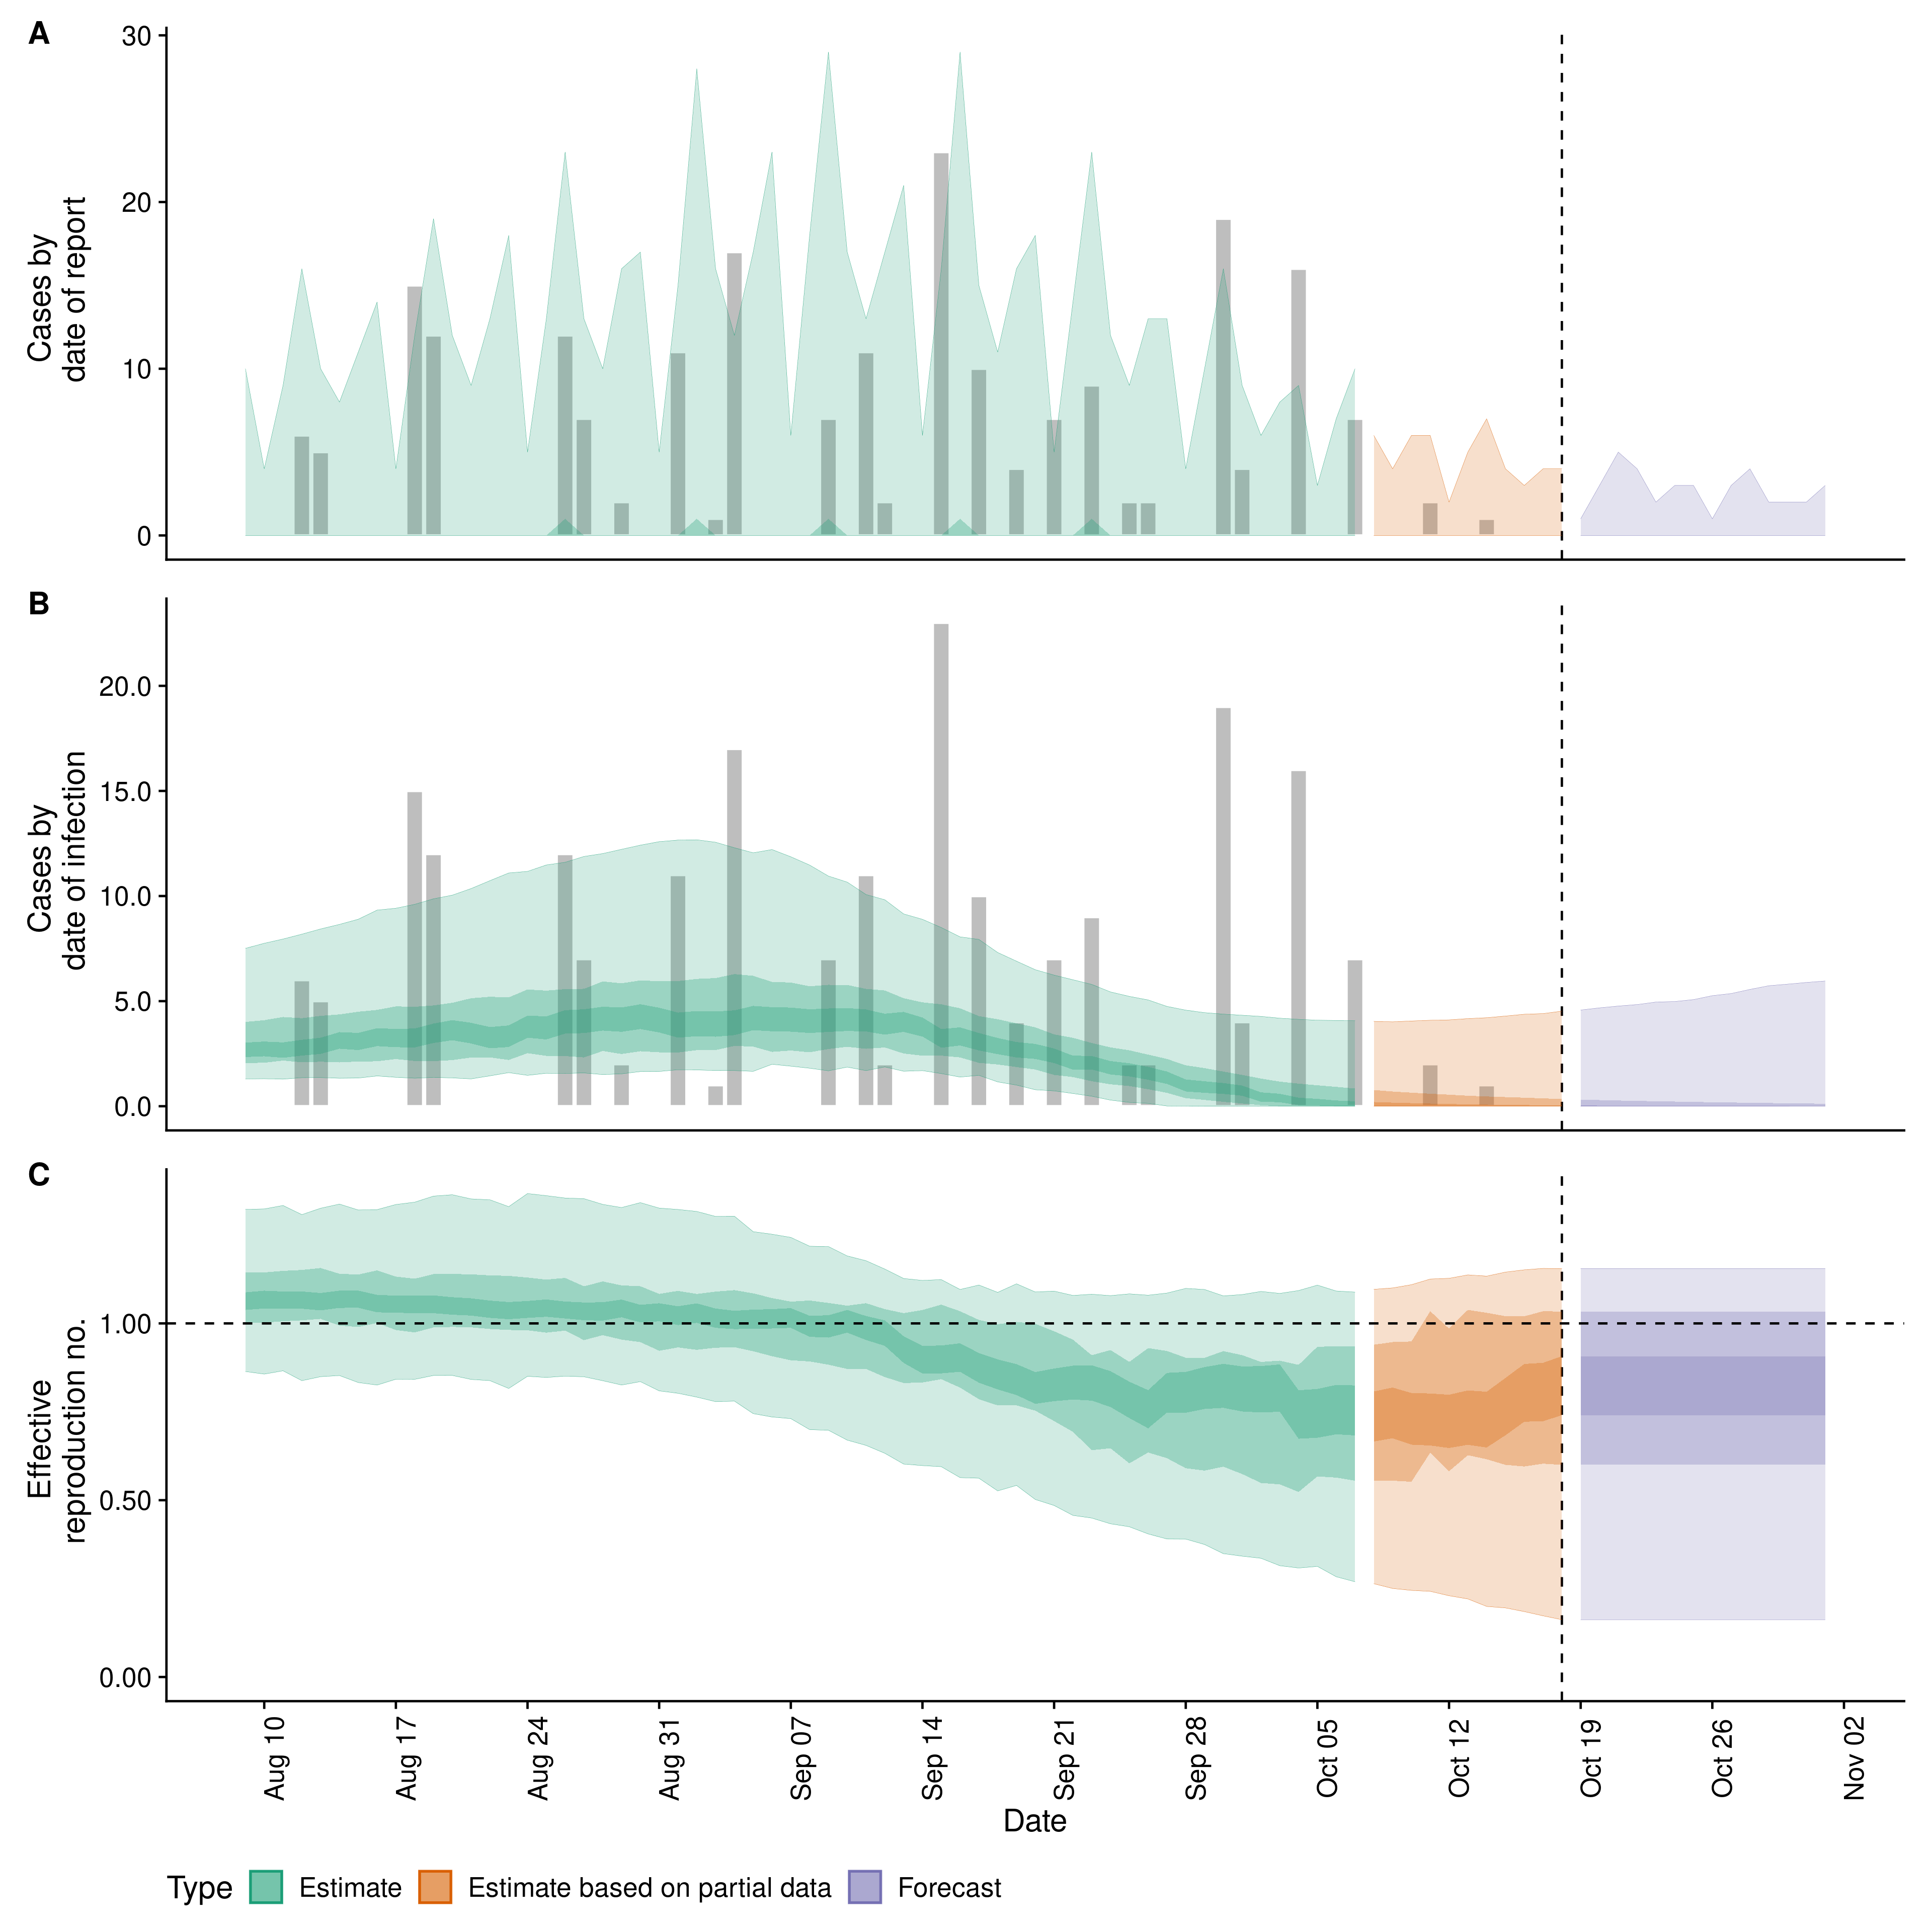 A
Cases by
date of report
30
20
10
0
B
Cases by
date of infection
20.0
15.0
10.0
5.0
0.0
C
Effective
reproduction no.
1.00
0.50
0.00
Aug 10
Aug 17
Aug 24
Aug 31
Sep 07
Sep 14
Sep 21
Sep 28
Oct 05
Oct 12
Oct 19
Oct 26
Nov 02
Date
Type Estimate Estimate based on partial data Forecast